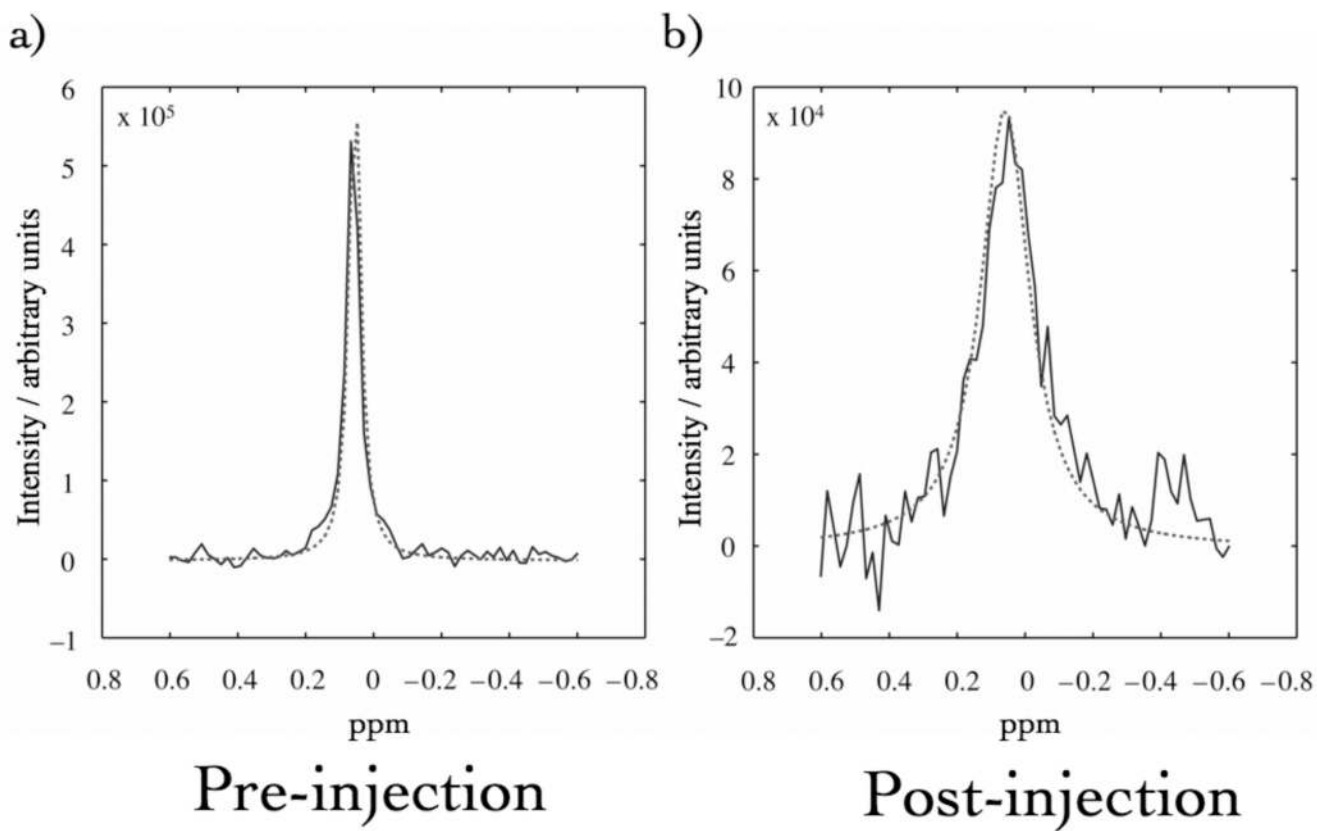 a)
x 10⁵
6
5
4
3
2
1
0
–1
Intensity / arbitrary units
0.8 0.6 0.4 0.2 0 –0.2 –0.4 –0.6 –0.8
ppm
Pre-injection
b)
x 10⁴
10
8
6
4
2
0
–2
Intensity / arbitrary units
0.8 0.6 0.4 0.2 0 –0.2 –0.4 –0.6 –0.8
ppm
Post-injection